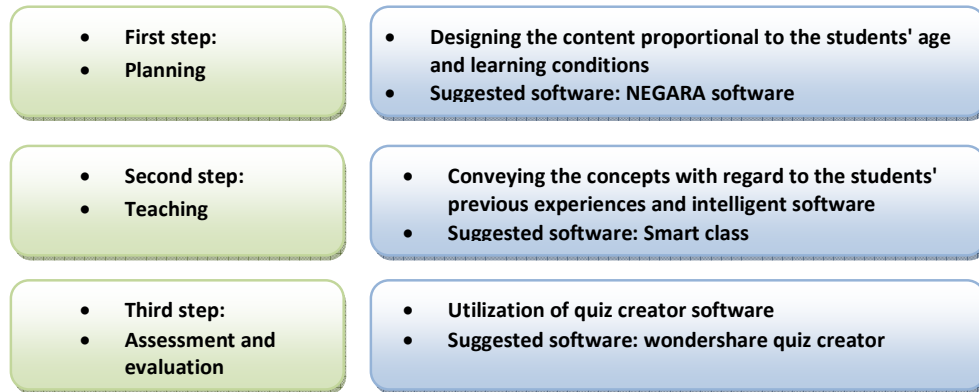 • First step:
• Planning
• Designing the content proportional to the students' age
and learning conditions
• Suggested software: NEGARA software
• Second step:
• Teaching
• Conveying the concepts with regard to the students'
previous experiences and intelligent software
• Suggested software: Smart class
• Third step:
• Assessment and
evaluation
• Utilization of quiz creator software
• Suggested software: wondershare quiz creator